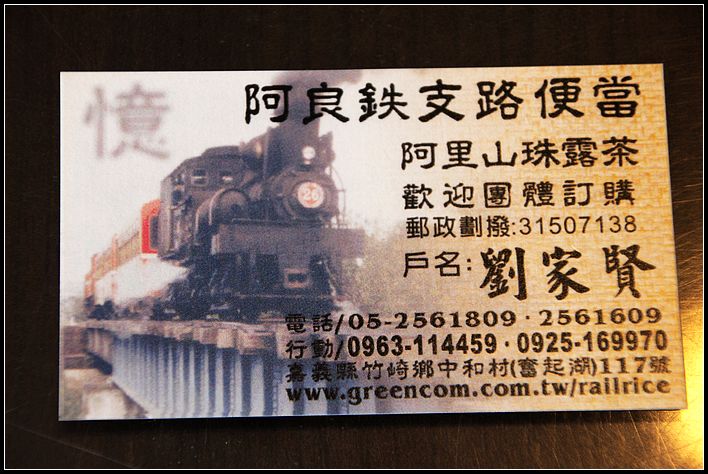 憶
阿良鉄支路便當
阿里山珠露茶
歡迎團體訂購
郵政劃撥:31507138
戶名:劉家賢
電話/05-2561809·2561609
行動/0963-114459·0925-169970
嘉義縣竹崎鄉中和村(奮起湖)117號
www.greencom.com.tw/railrice